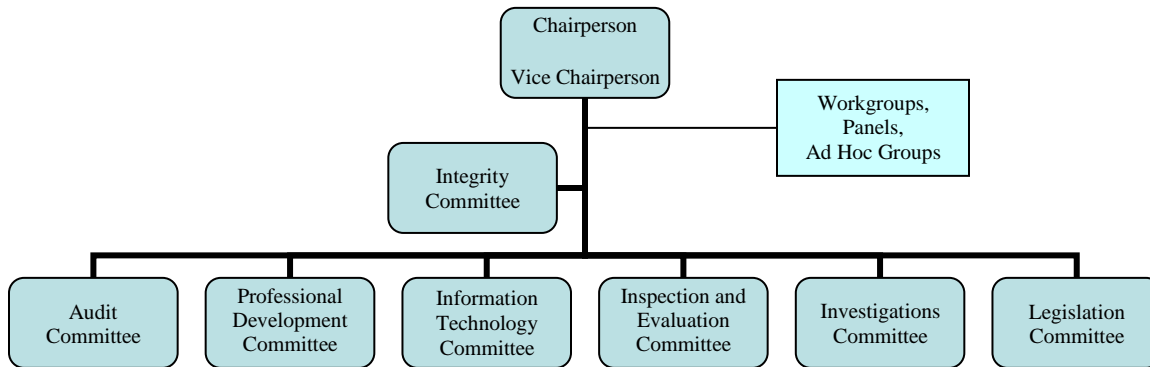 Chairperson
Vice Chairperson
Workgroups,
Panels,
Ad Hoc Groups
Integrity
Committee
Audit
Committee
Professional
Development
Committee
Information
Technology
Committee
Inspection and
Evaluation
Committee
Investigations
Committee
Legislation
Committee